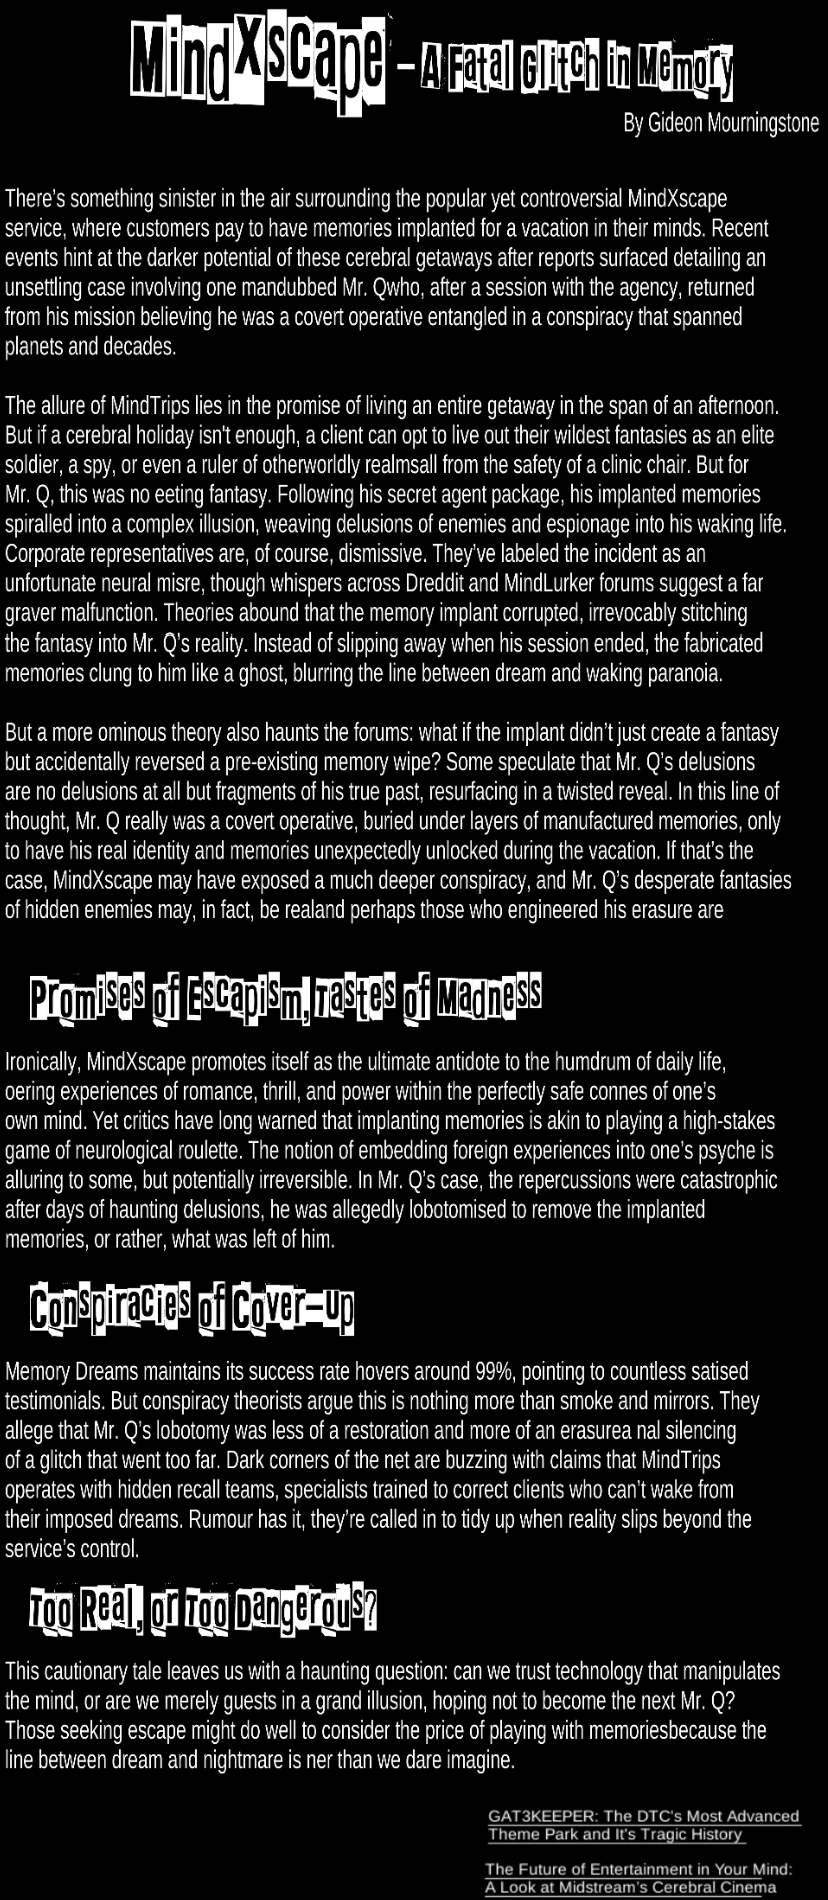 MindXscape – A Fatal Glitch in Memory
By Gideon Mourningstone
There’s something sinister in the air surrounding the popular yet controversial MindXscape
service, where customers pay to have memories implanted for a vacation in their minds. Recent
events hint at the darker potential of these cerebral getaways after reports surfaced detailing an
unsettling case involving one mandubbed Mr. Qwho, after a session with the agency, returned
from his mission believing he was a covert operative entangled in a conspiracy that spanned
planets and decades.
The allure of MindTrips lies in the promise of living an entire getaway in the span of an afternoon.
But if a cerebral holiday isn't enough, a client can opt to live out their wildest fantasies as an elite
soldier, a spy, or even a ruler of otherworldly realmsall from the safety of a clinic chair. But for
Mr. Q, this was no eeting fantasy. Following his secret agent package, his implanted memories
spiralled into a complex illusion, weaving delusions of enemies and espionage into his waking life.
Corporate representatives are, of course, dismissive. They’ve labeled the incident as an
unfortunate neural misre, though whispers across Dreddit and MindLurker forums suggest a far
graver malfunction. Theories abound that the memory implant corrupted, irrevocably stitching
the fantasy into Mr. Q’s reality. Instead of slipping away when his session ended, the fabricated
memories clung to him like a ghost, blurring the line between dream and waking paranoia.
But a more ominous theory also haunts the forums: what if the implant didn’t just create a fantasy
but accidentally reversed a pre-existing memory wipe? Some speculate that Mr. Q’s delusions
are no delusions at all but fragments of his true past, resurfacing in a twisted reveal. In this line of
thought, Mr. Q really was a covert operative, buried under layers of manufactured memories, only
to have his real identity and memories unexpectedly unlocked during the vacation. If that’s the
case, MindXscape may have exposed a much deeper conspiracy, and Mr. Q’s desperate fantasies
of hidden enemies may, in fact, be realand perhaps those who engineered his erasure are
Promises of Escapism, Tastes of Madness
Ironically, MindXscape promotes itself as the ultimate antidote to the humdrum of daily life,
oering experiences of romance, thrill, and power within the perfectly safe connes of one’s
own mind. Yet critics have long warned that implanting memories is akin to playing a high-stakes
game of neurological roulette. The notion of embedding foreign experiences into one’s psyche is
alluring to some, but potentially irreversible. In Mr. Q’s case, the repercussions were catastrophic
after days of haunting delusions, he was allegedly lobotomised to remove the implanted
memories, or rather, what was left of him.
Conspiracies of Cover-up
Memory Dreams maintains its success rate hovers around 99%, pointing to countless satised
testimonials. But conspiracy theorists argue this is nothing more than smoke and mirrors. They
allege that Mr. Q’s lobotomy was less of a restoration and more of an erasurea nal silencing
of a glitch that went too far. Dark corners of the net are buzzing with claims that MindTrips
operates with hidden recall teams, specialists trained to correct clients who can’t wake from
their imposed dreams. Rumour has it, they’re called in to tidy up when reality slips beyond the
service’s control.
Too Real, or Too Dangerous?
This cautionary tale leaves us with a haunting question: can we trust technology that manipulates
the mind, or are we merely guests in a grand illusion, hoping not to become the next Mr. Q?
Those seeking escape might do well to consider the price of playing with memoriesbecause the
line between dream and nightmare is ner than we dare imagine.
GAT3KEEPER: The DTC's Most Advanced
Theme Park and It's Tragic History
The Future of Entertainment in Your Mind:
A Look at Midstream's Cerebral Cinema